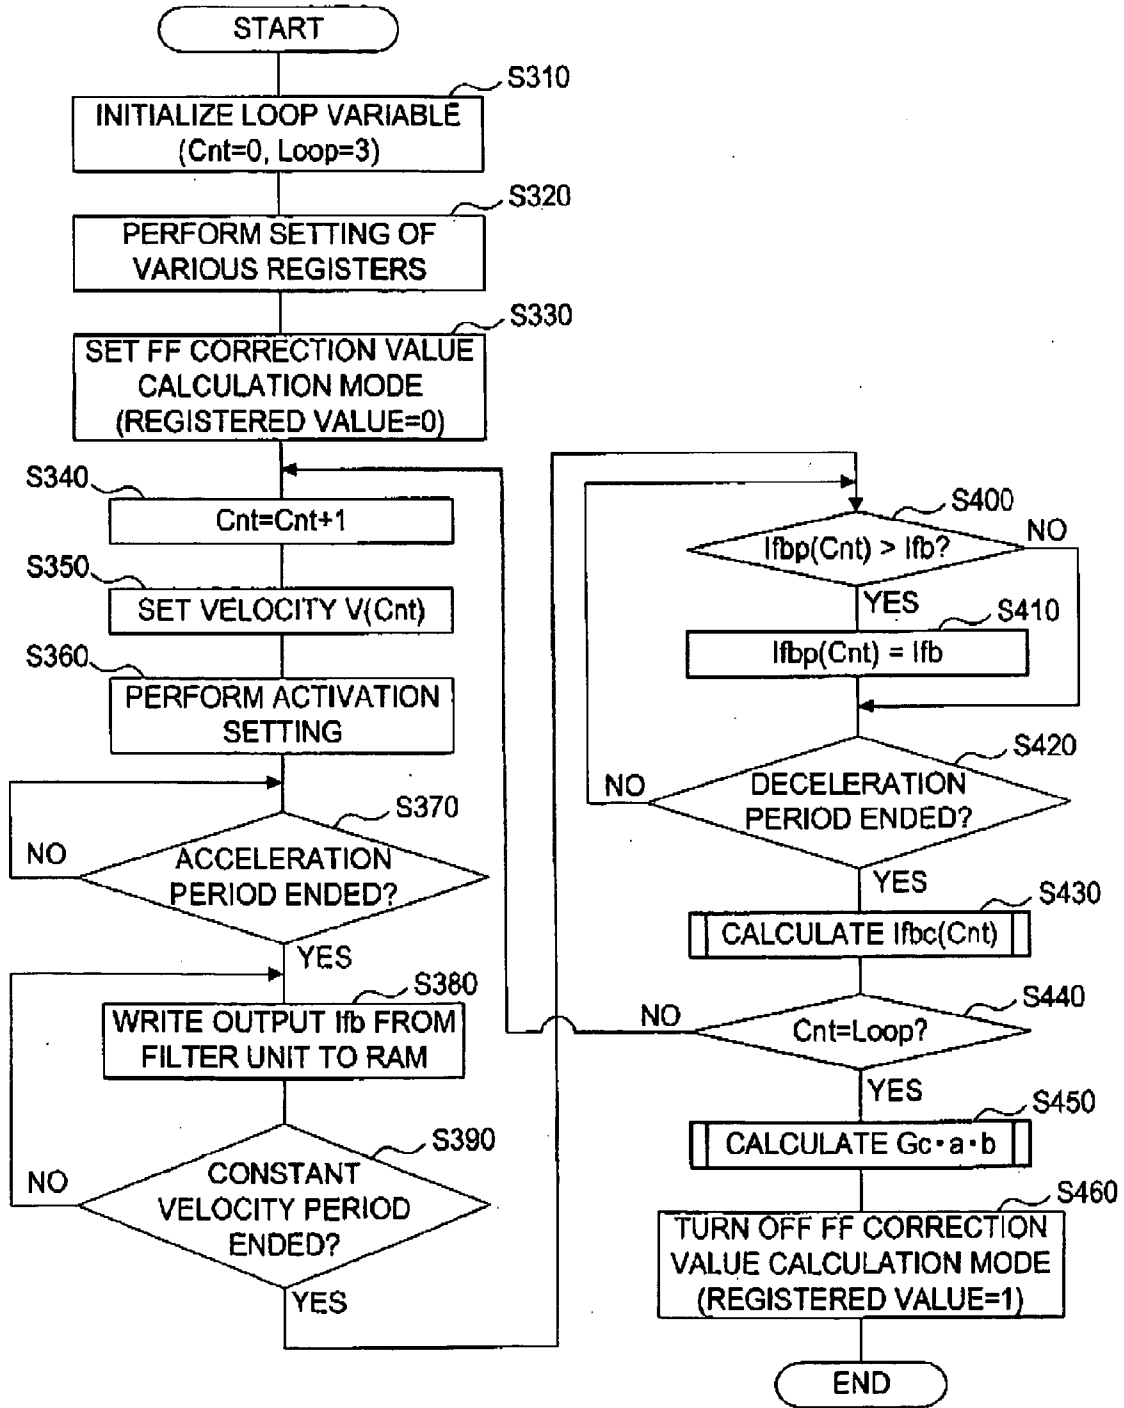 START
S310
INITIALIZE LOOP VARIABLE
(Cnt=0, Loop=3)
S320
PERFORM SETTING OF
VARIOUS REGISTERS
S330
SET FF CORRECTION VALUE
CALCULATION MODE
(REGISTERED VALUE=0)
S340
Cnt=Cnt+1
S350
SET VELOCITY V(Cnt)
S360
PERFORM ACTIVATION
SETTING
S370
NO
ACCELERATION
PERIOD ENDED?
YES
S380
WRITE OUTPUT Ifb FROM
FILTER UNIT TO RAM
S390
NO
CONSTANT
VELOCITY PERIOD
ENDED?
YES
S400
Ifbp(Cnt) > Ifb?
NO
YES
S410
Ifbp(Cnt) = Ifb
S420
NO
DECELERATION
PERIOD ENDED?
YES
S430
CALCULATE Ifbc(Cnt)
S440
NO
Cnt=Loop?
YES
S450
CALCULATE Gc・a・b
S460
TURN OFF FF CORRECTION
VALUE CALCULATION MODE
(REGISTERED VALUE=1)
END